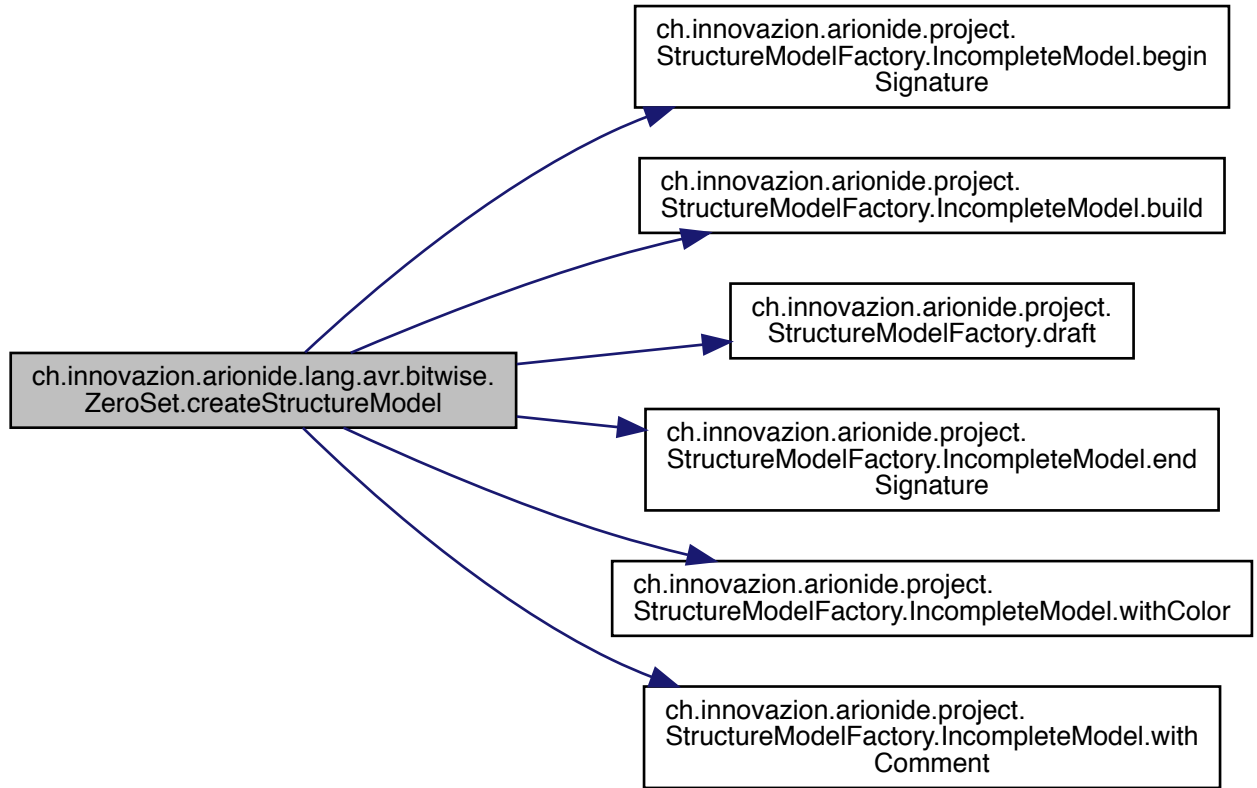 ch.innovazion.arionide.project.
StructureModelFactory.IncompleteModel.begin
Signature
ch.innovazion.arionide.project.
StructureModelFactory.IncompleteModel.build
ch.innovazion.arionide.project.
StructureModelFactory.draft
ch.innovazion.arionide.lang.avr.bitwise.
ZeroSet.createStructureModel
ch.innovazion.arionide.project.
StructureModelFactory.IncompleteModel.end
Signature
ch.innovazion.arionide.project.
StructureModelFactory.IncompleteModel.withColor
ch.innovazion.arionide.project.
StructureModelFactory.IncompleteModel.with
Comment